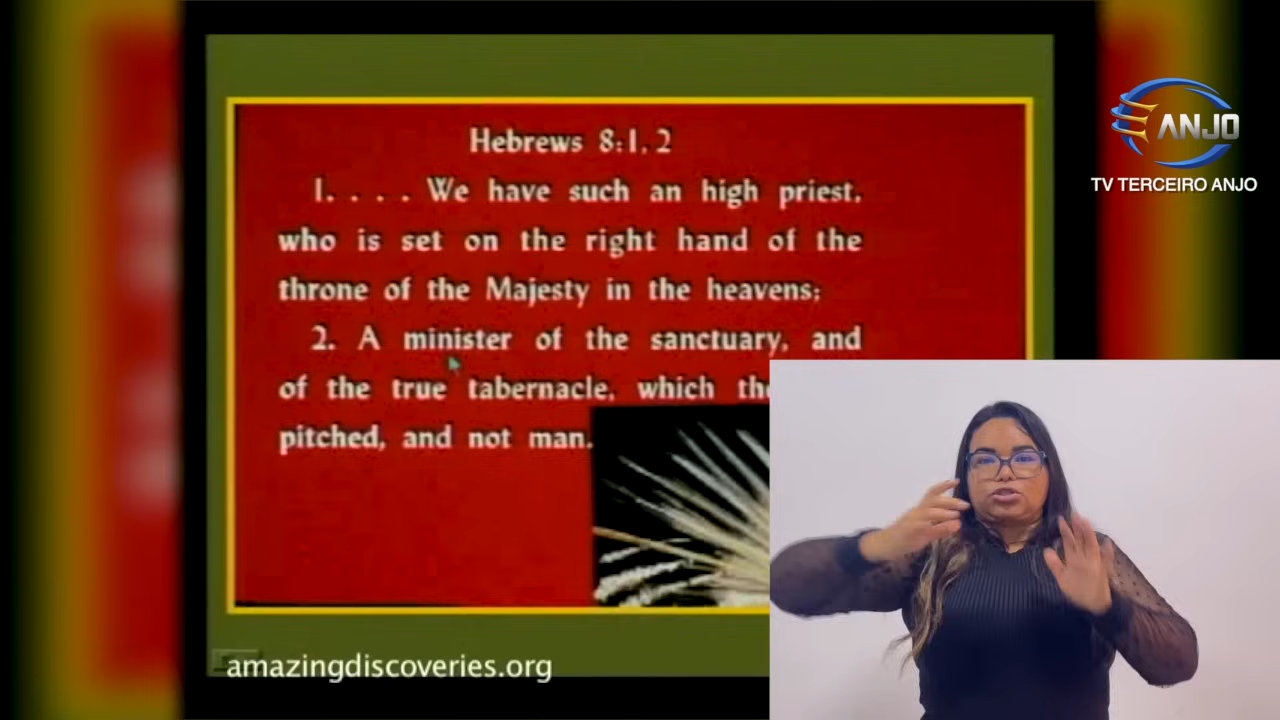 Hebrews 8:1, 2
1. . . . We have such an high priest,
who is set on the right hand of the
throne of the Majesty in the heavens;
2. A minister of the sanctuary, and
of the true tabernacle, which the
pitched, and not man.
amazingdiscoveries.org
ANJO
TV TERCEIRO ANJO